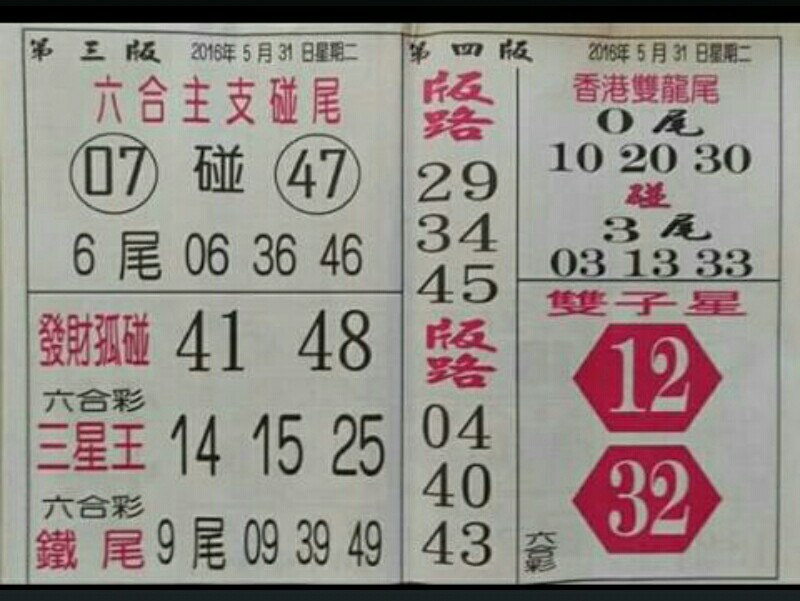 第三版 2016年5月31日星期二
六合主支碰尾
07 碰 47
6尾 06 36 46
發財孤碰 41 48
六合彩
三星王 14 15 25
六合彩
鐵尾 9尾 09 39 49
第四版 2016年5月31日星期二
版路
29
34
45
版路
04
40
43
香港雙龍尾
0尾
10 20 30
碰
3尾
03 13 33
雙子星
12
32
六合彩